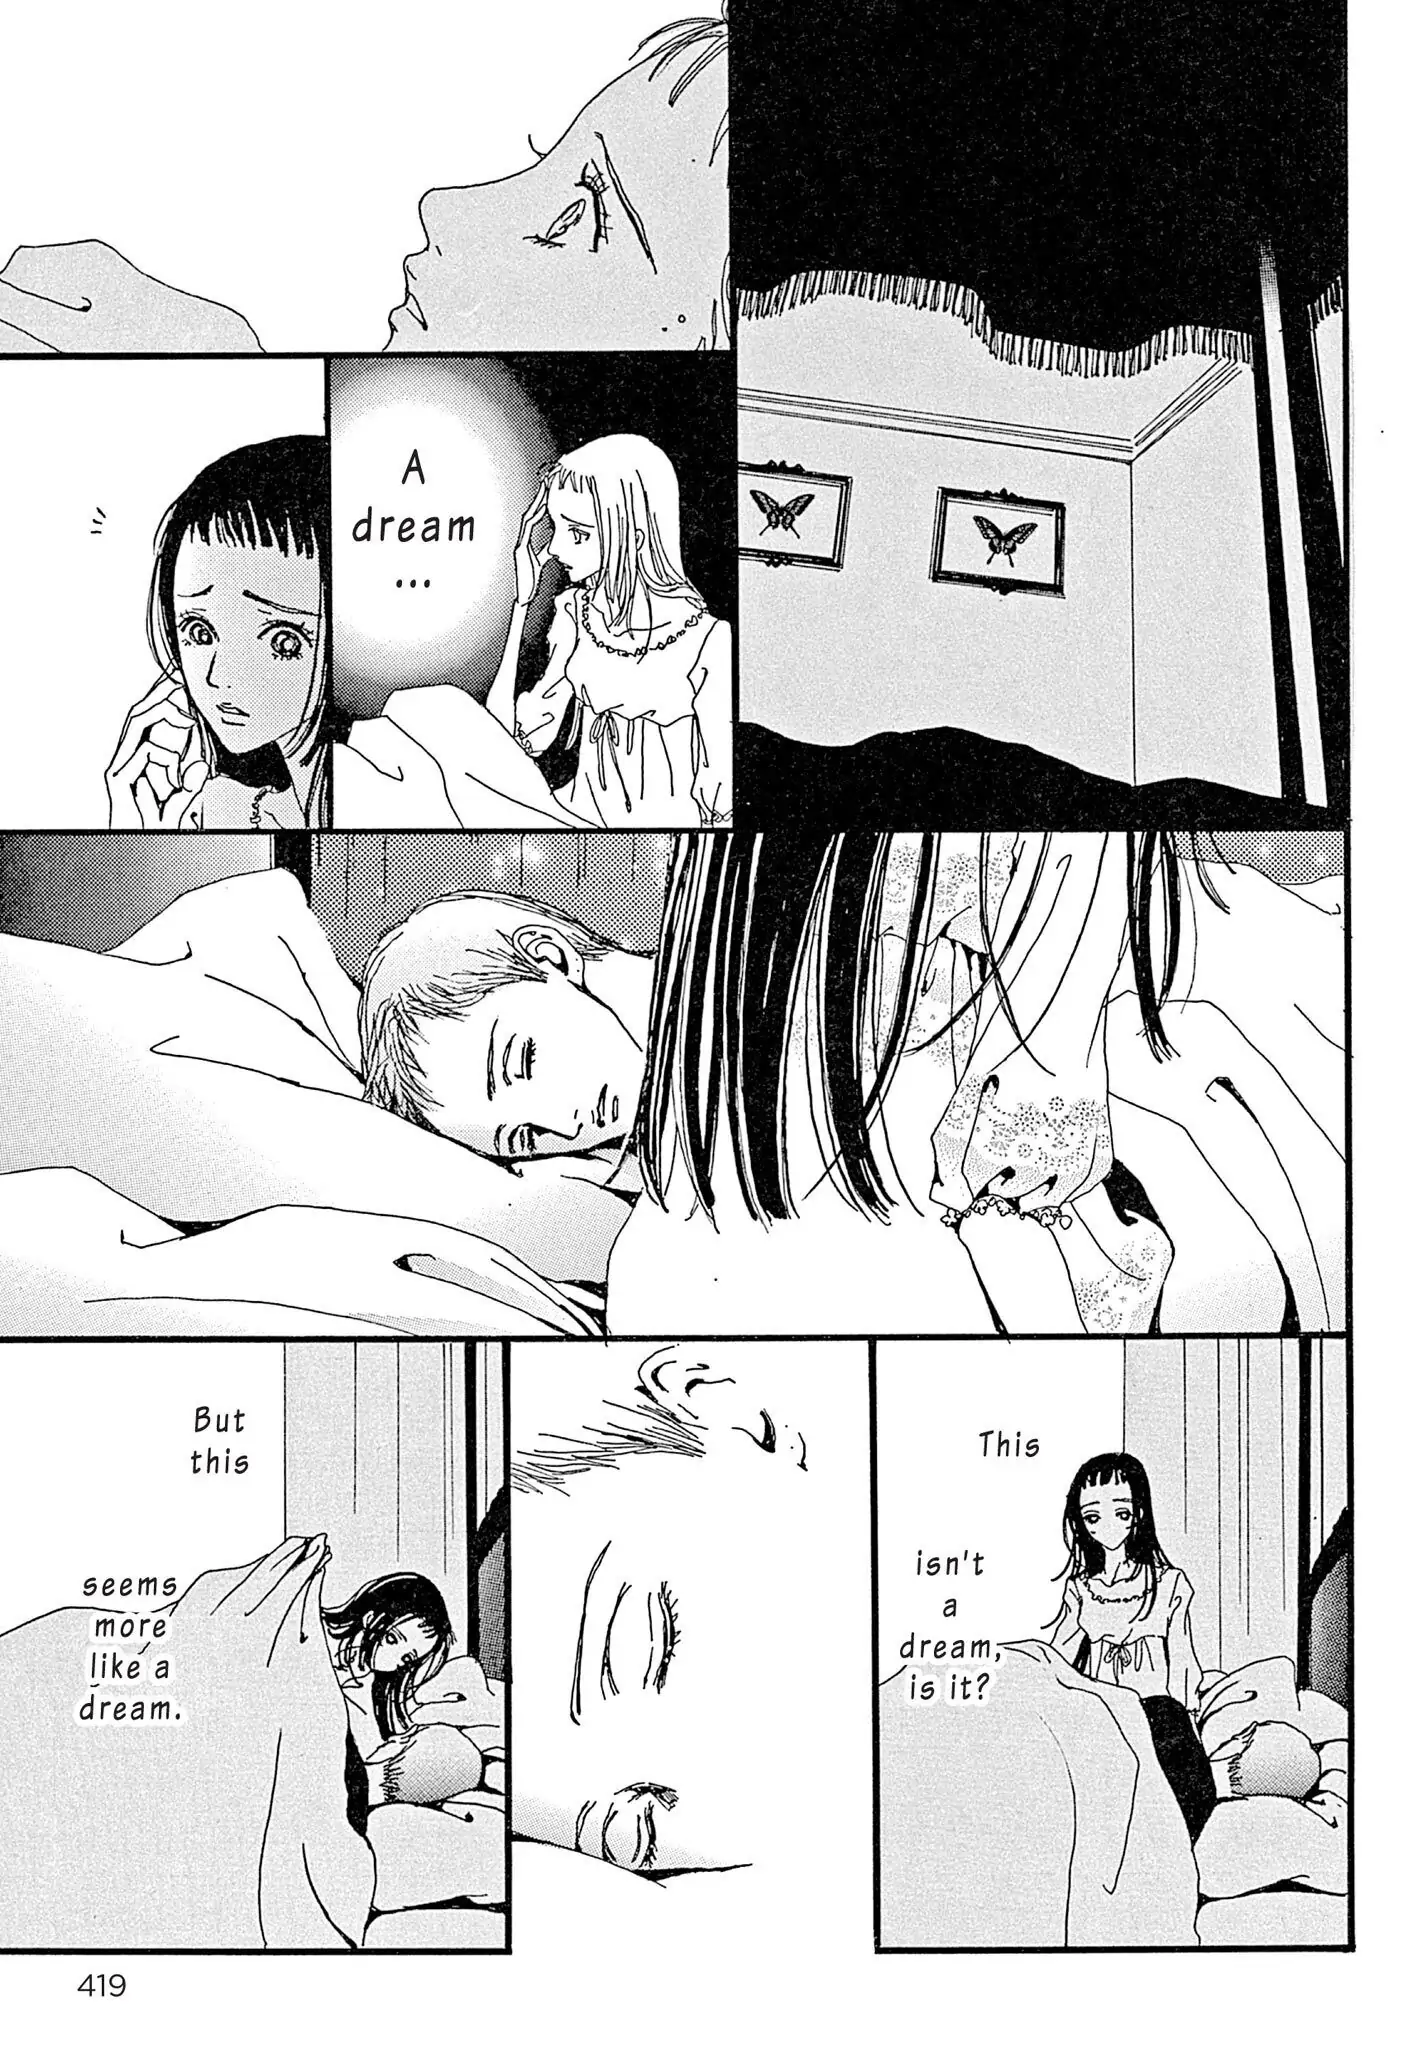 A
dream
...
This
isn't
a
dream,
is it?
But
this
seems
more
like a
dream.
419